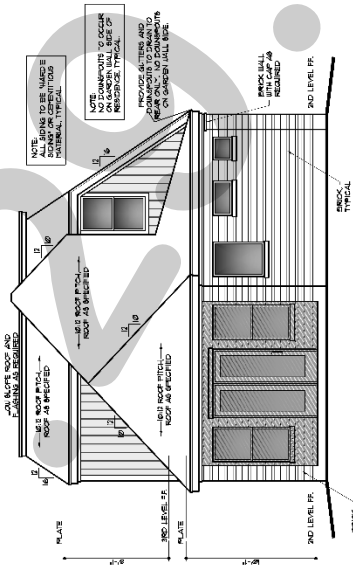 NOTE:
ALL SIDING TO BE "HARDIE
SIDING" OR CEMENTITIOUS
MATERIAL, TYPICAL.
NOTE:
NO DOWNSPOUTS TO OCCUR
ON GARDEN WALL SIDE OF
RESIDENCE, TYPICAL.
PROVIDE GUTTERS AND
DOWNSPOUTS TO DRAIN TO
REAR ONLY, NO DOWNSPOUTS
ON GARDEN WALL SIDE.
BRICK WALL
WITH CAP AS
REQUIRED
2ND LEVEL FF.
BRICK,
TYPICAL
LOW SLOPE ROOF AND
FLASHING AS REQUIRED
12
16
12
10
12
16
10:12 ROOF PITCH,
ROOF AS SPECIFIED
16:12 ROOF PITCH,
ROOF AS SPECIFIED
12
10
10:12 ROOF PITCH,
ROOF AS SPECIFIED
12
10
PLATE
3RD LEVEL FF.
PLATE
2ND LEVEL FF.